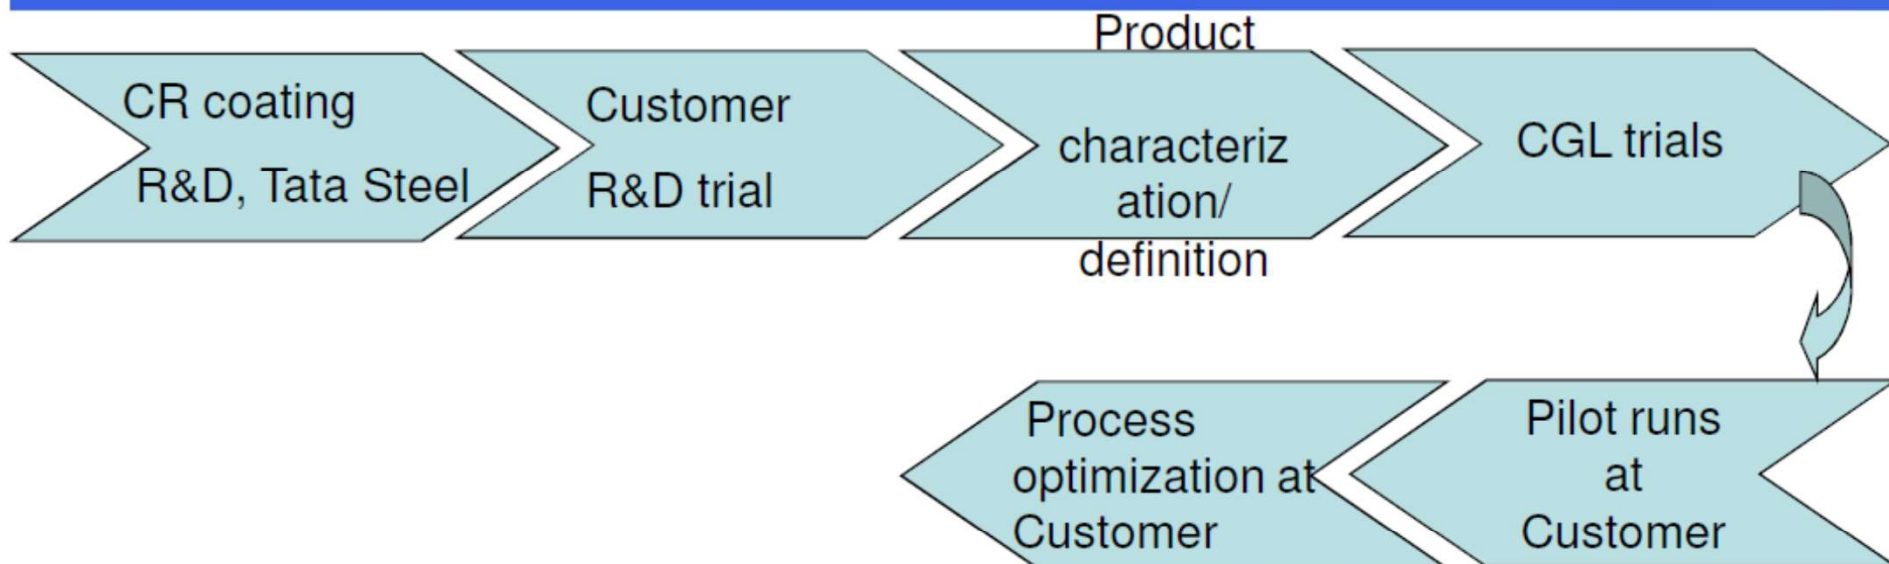 CR coating
R&D, Tata Steel
Customer
R&D trial
Product
characteriz
ation/
definition
CGL trials
Pilot runs
at
Customer
Process
optimization at
Customer